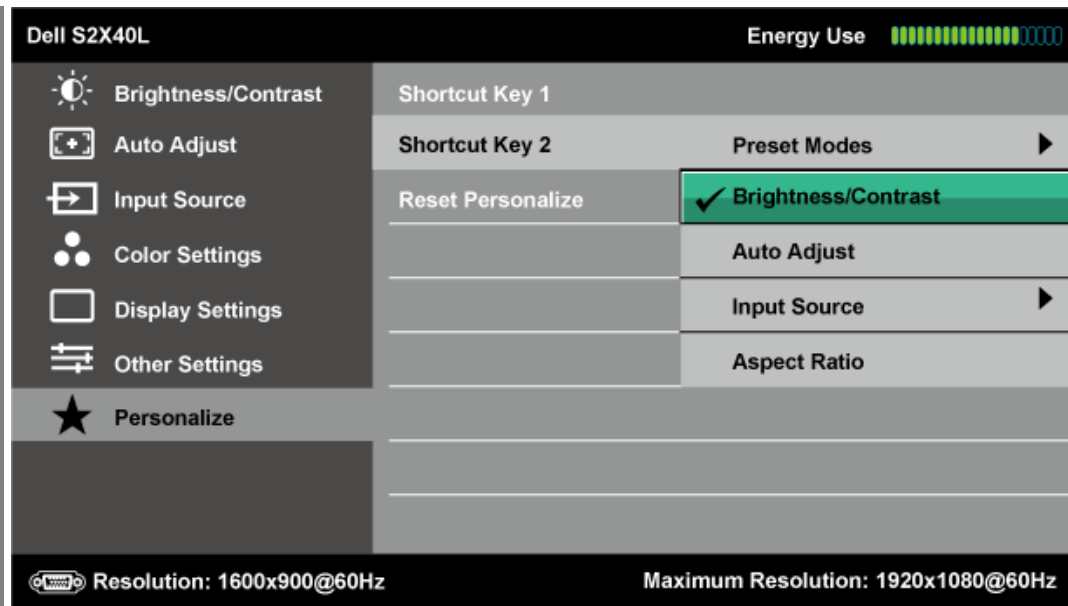 Dell S2X40L Energy Use
Brightness/Contrast Shortcut Key 1
Auto Adjust Shortcut Key 2 Preset Modes
Input Source Reset Personalize Brightness/Contrast
Color Settings Auto Adjust
Display Settings Input Source
Other Settings Aspect Ratio
Personalize
Resolution: 1600x900@60Hz Maximum Resolution: 1920x1080@60Hz